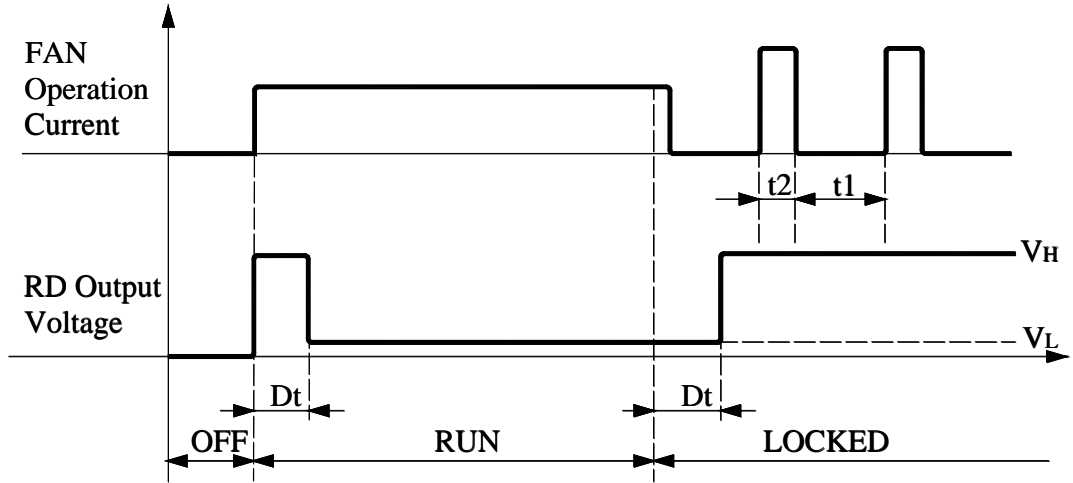 FAN
Operation
Current
t2
t1
RD Output
Voltage
VH
VL
Dt
Dt
OFF
RUN
LOCKED